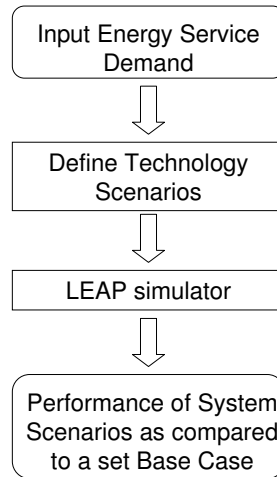 Input Energy Service
Demand
Define Technology
Scenarios
LEAP simulator
Performance of System
Scenarios as compared
to a set Base Case